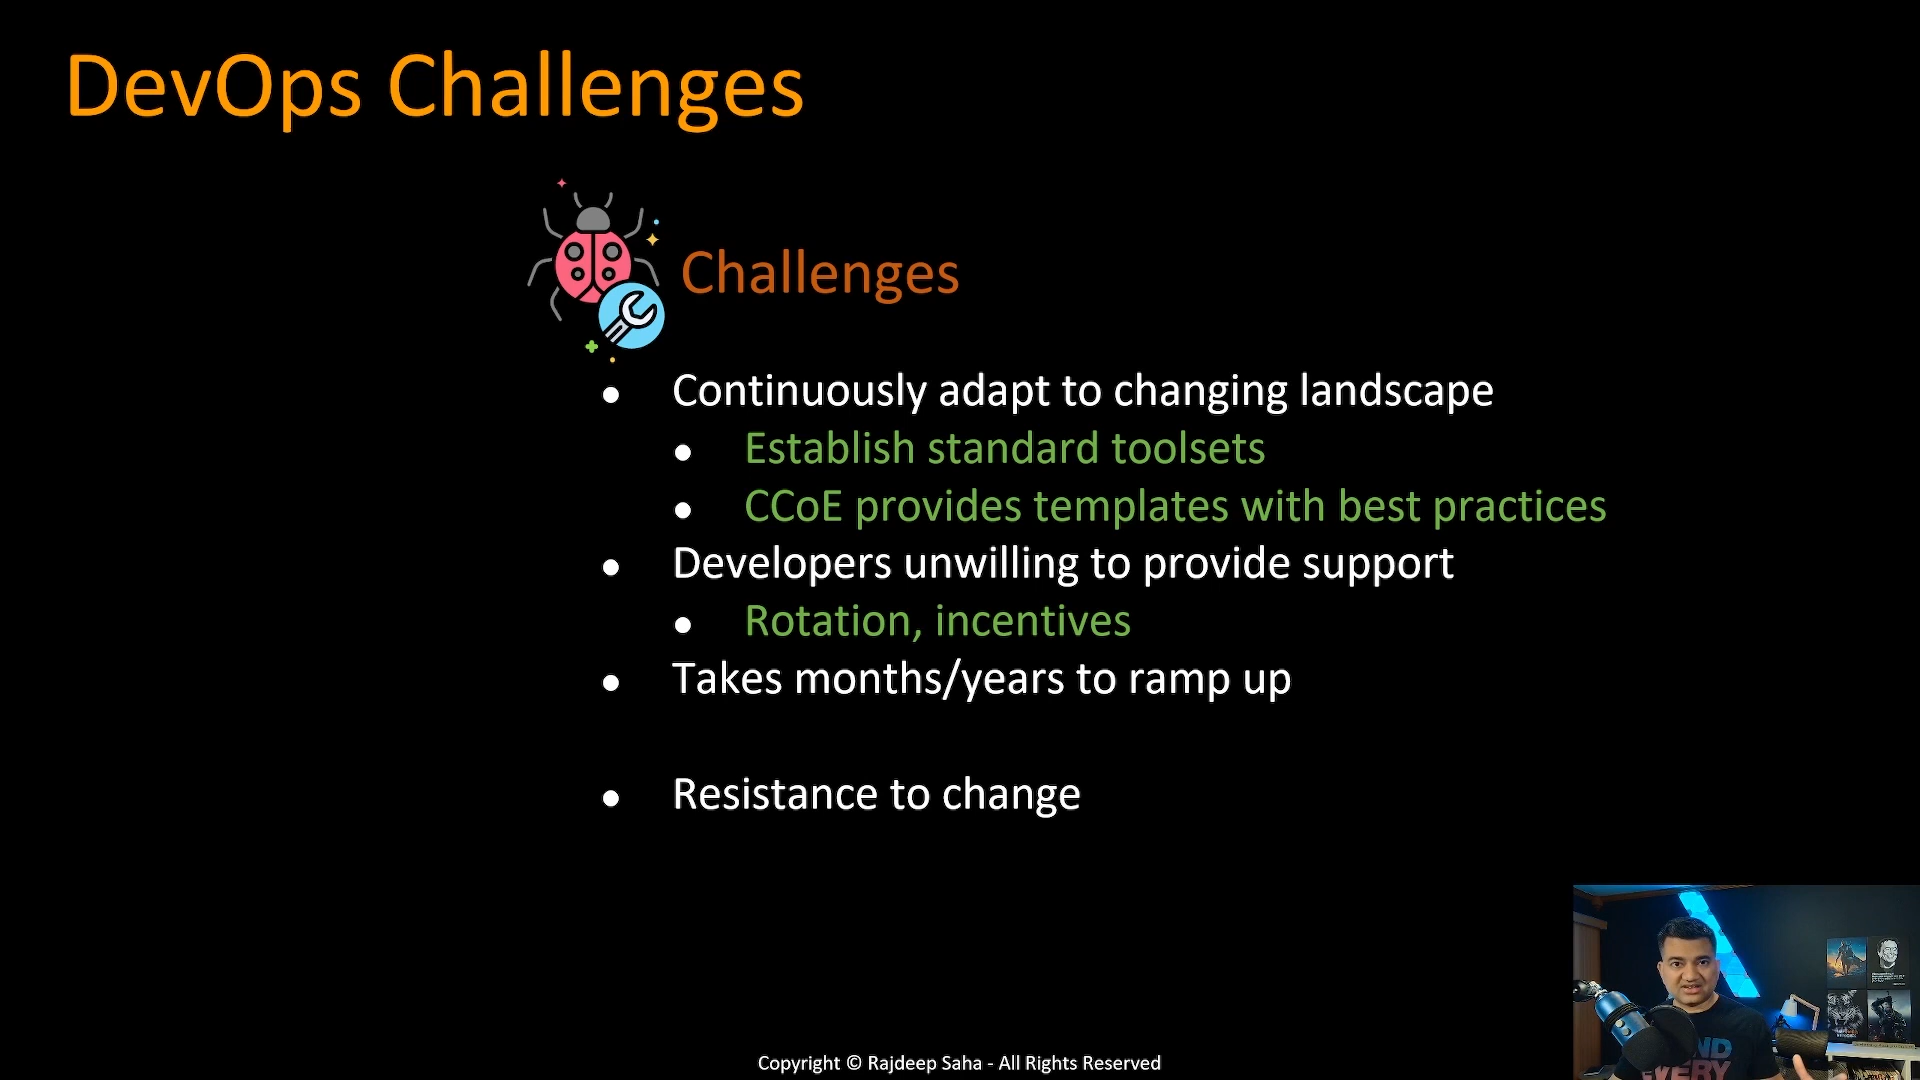 DevOps Challenges
Challenges
Continuously adapt to changing landscape
Establish standard toolsets
CCoE provides templates with best practices
Developers unwilling to provide support
Rotation, incentives
Takes months/years to ramp up
Resistance to change
Copyright © Rajdeep Saha - All Rights Reserved